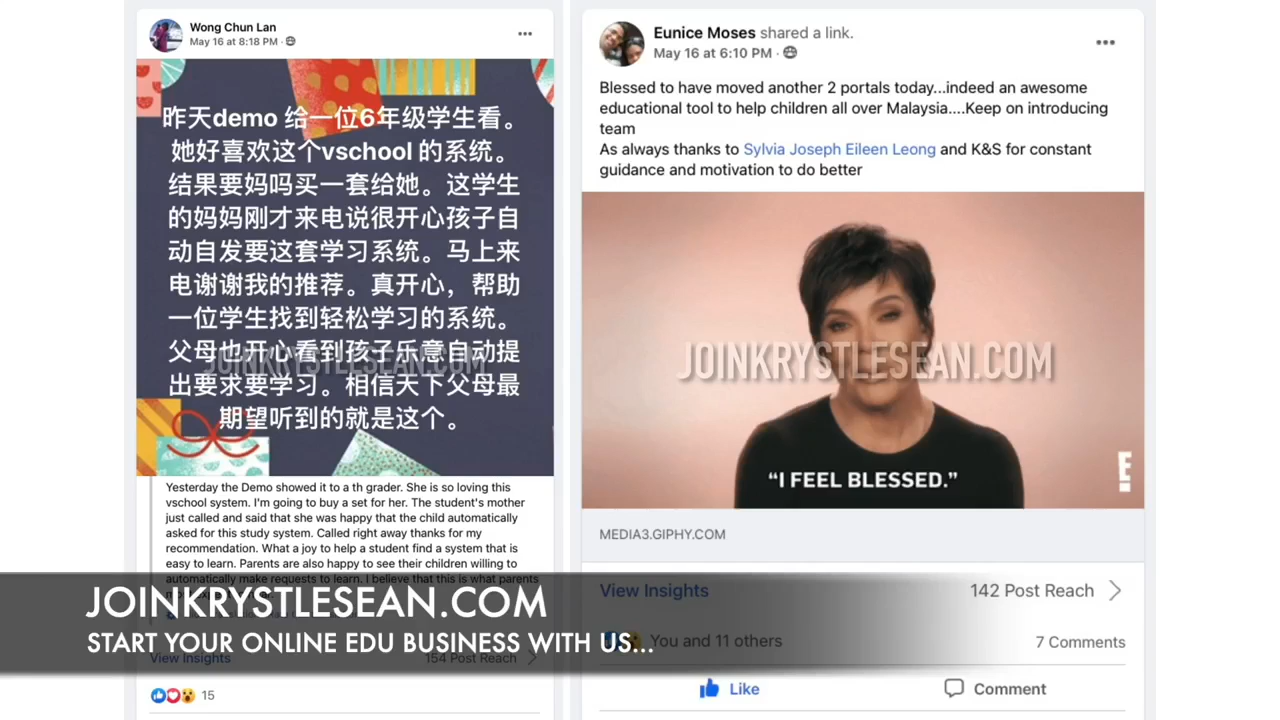 Wong Chun Lan
May 16 at 8:18 PM ·
昨天demo 给一位6年级学生看。
她好喜欢这个vschool 的系统。
结果要妈吗买一套给她。这学生
的妈妈刚才来电说很开心孩子自
动自发要这套学习系统。马上来
电谢谢我的推荐。真开心，帮助
一位学生找到轻松学习的系统。
父母也开心看到孩子乐意自动提
出要求要学习。相信天下父母最
期望听到的就是这个。
JOINKRYSTLESEAN.COM
Yesterday the Demo showed it to a th grader. She is so loving this
vschool system. I'm going to buy a set for her. The student's mother
just called and said that she was happy that the child automatically
asked for this study system. Called right away thanks for my
recommendation. What a joy to help a student find a system that is
easy to learn. Parents are also happy to see their children willing to
automatically make requests to learn. I believe that this is what parents
View Insights
154 Post Reach
15
Eunice Moses shared a link.
May 16 at 6:10 PM ·
Blessed to have moved another 2 portals today...indeed an awesome
educational tool to help children all over Malaysia....Keep on introducing
team
As always thanks to Sylvia Joseph Eileen Leong and K&S for constant
guidance and motivation to do better
JOINKRYSTLESEAN.COM
“I FEEL BLESSED.”
E!
MEDIA3.GIPHY.COM
View Insights
142 Post Reach
You and 11 others
7 Comments
Like
Comment
JOINKRYSTLESEAN.COM
START YOUR ONLINE EDU BUSINESS WITH US...